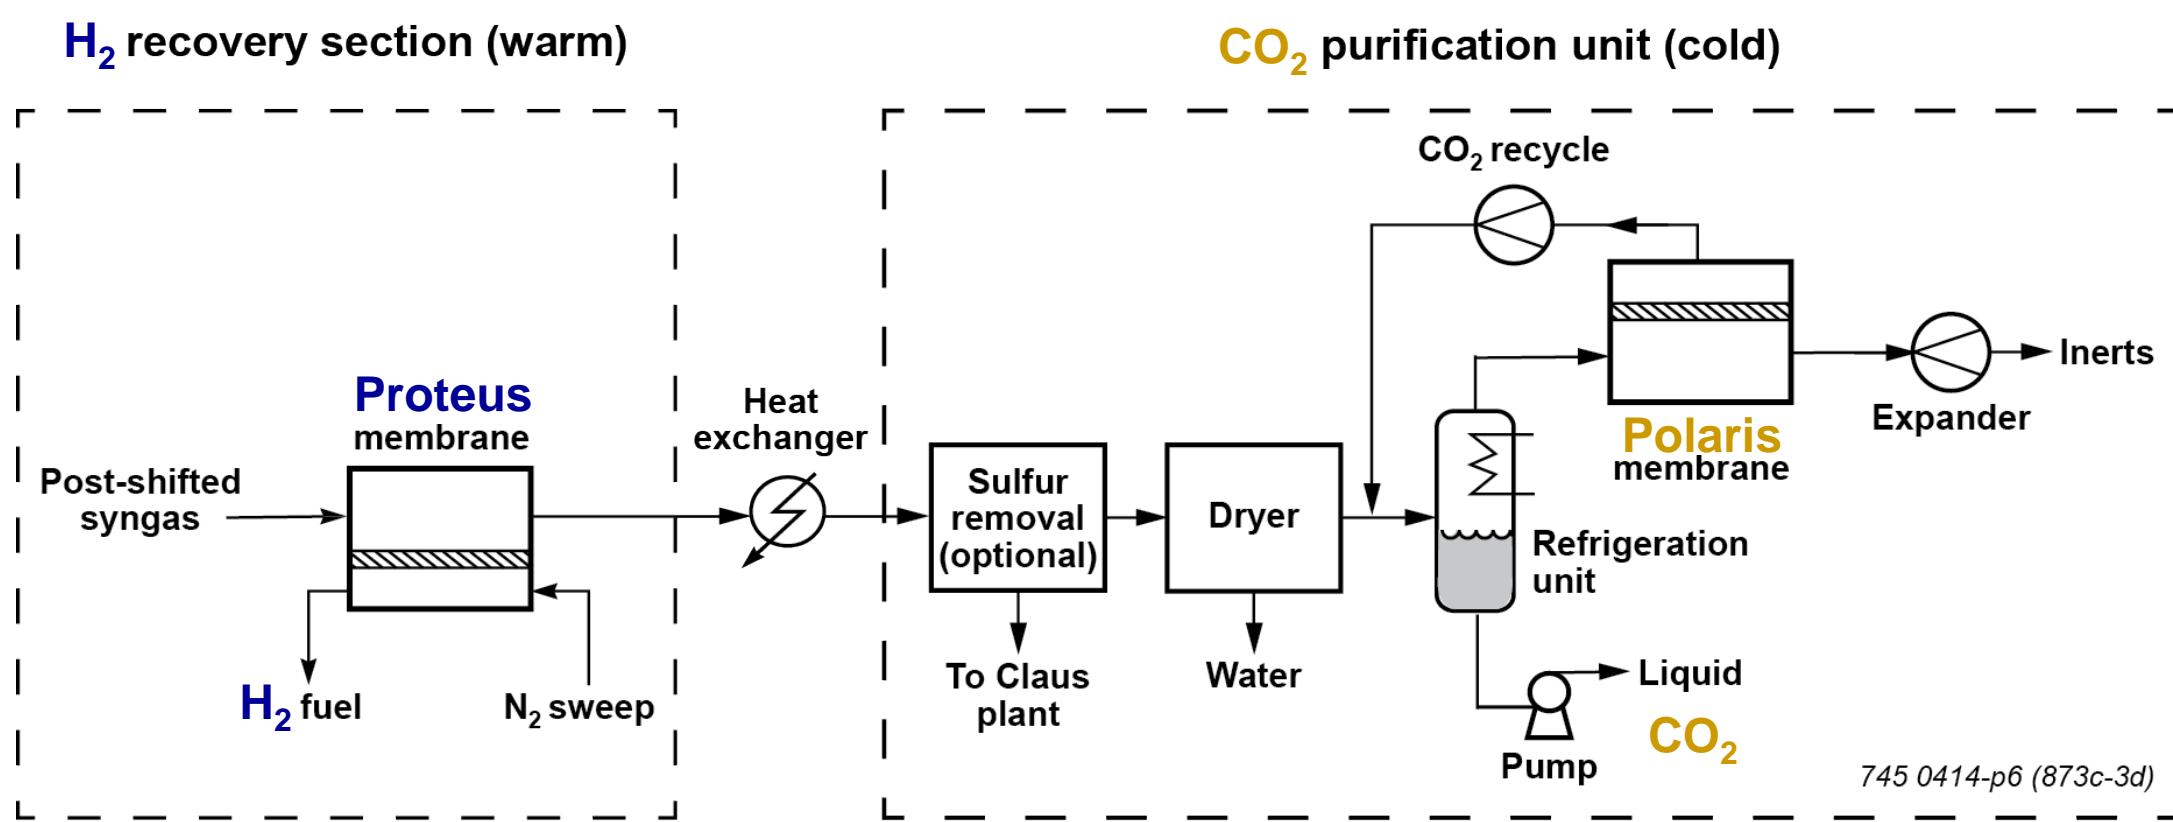 H2 recovery section (warm)
CO2 purification unit (cold)
CO2 recycle
Proteus
membrane
Post-shifted
syngas
H2 fuel
N2 sweep
Heat
exchanger
Sulfur
removal
(optional)
To Claus
plant
Dryer
Water
Refrigeration
unit
Polaris
membrane
Expander
Inerts
Pump
Liquid
CO2
745 0414-p6 (873c-3d)